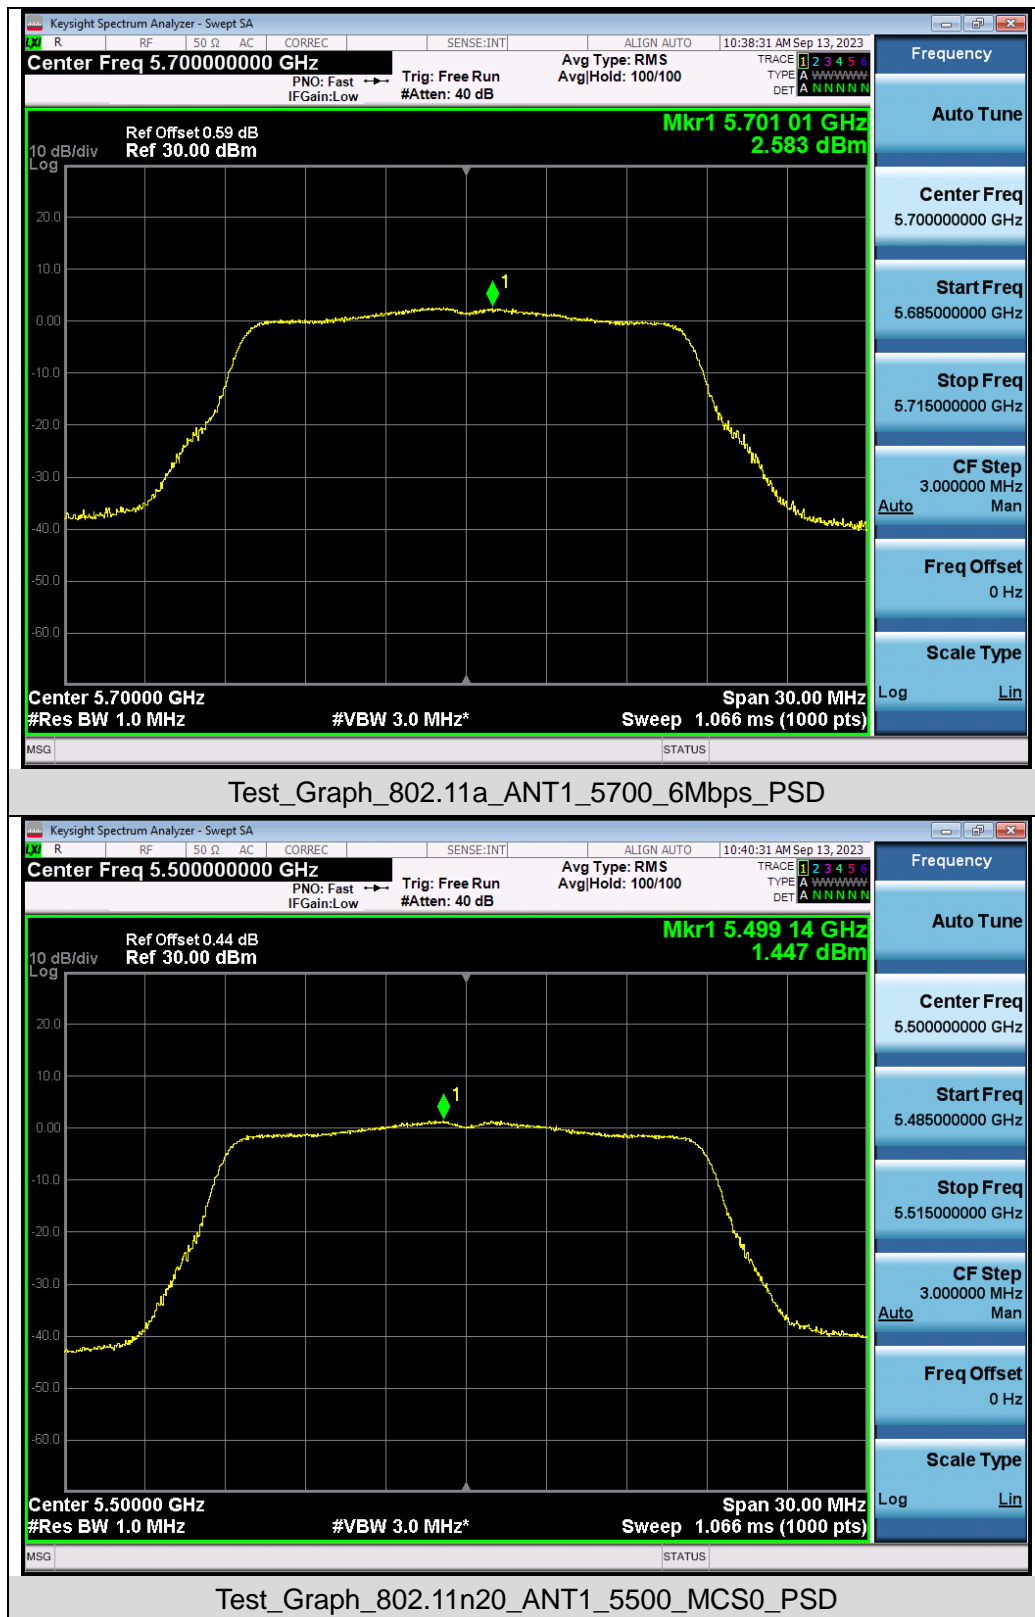 Keysight Spectrum Analyzer - Swept SA
LXI R RF 50 Ω AC CORREC SENSE:INT ALIGN AUTO 10:38:31 AM Sep 13, 2023
Center Freq 5.700000000 GHz
PNO: Fast
IFGain:Low
Trig: Free Run
#Atten: 40 dB
Avg Type: RMS
Avg|Hold: 100/100
TRACE 1 2 3 4 5 6
TYPE A WWWWW
DET A N N N N N
Frequency
Ref Offset 0.59 dB
Ref 30.00 dBm
10 dB/div
Log
Mkr1 5.701 01 GHz
2.583 dBm
20.0
10.0
0.00
-10.0
-20.0
-30.0
-40.0
-50.0
-60.0
1
Center 5.70000 GHz
#Res BW 1.0 MHz
#VBW 3.0 MHz*
Span 30.00 MHz
Sweep 1.066 ms (1000 pts)
Auto Tune
Center Freq
5.700000000 GHz
Start Freq
5.685000000 GHz
Stop Freq
5.715000000 GHz
CF Step
3.000000 MHz
Auto Man
Freq Offset
0 Hz
Scale Type
Log Lin
MSG STATUS
Test_Graph_802.11a_ANT1_5700_6Mbps_PSD
Keysight Spectrum Analyzer - Swept SA
LXI R RF 50 Ω AC CORREC SENSE:INT ALIGN AUTO 10:40:31 AM Sep 13, 2023
Center Freq 5.500000000 GHz
PNO: Fast
IFGain:Low
Trig: Free Run
#Atten: 40 dB
Avg Type: RMS
Avg|Hold: 100/100
TRACE 1 2 3 4 5 6
TYPE A WWWWW
DET A N N N N N
Frequency
Ref Offset 0.44 dB
Ref 30.00 dBm
10 dB/div
Log
Mkr1 5.499 14 GHz
1.447 dBm
20.0
10.0
0.00
-10.0
-20.0
-30.0
-40.0
-50.0
-60.0
1
Center 5.50000 GHz
#Res BW 1.0 MHz
#VBW 3.0 MHz*
Span 30.00 MHz
Sweep 1.066 ms (1000 pts)
Auto Tune
Center Freq
5.500000000 GHz
Start Freq
5.485000000 GHz
Stop Freq
5.515000000 GHz
CF Step
3.000000 MHz
Auto Man
Freq Offset
0 Hz
Scale Type
Log Lin
MSG STATUS
Test_Graph_802.11n20_ANT1_5500_MCS0_PSD